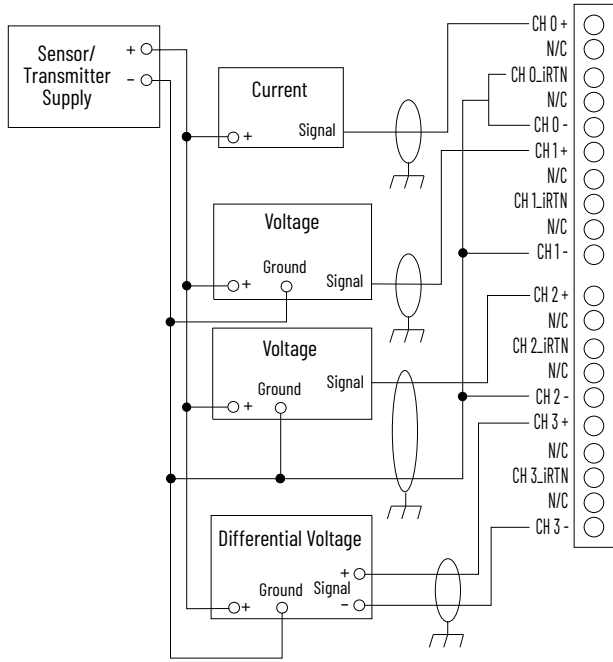 Sensor/
Transmitter
Supply
+
−
Current
Signal
+
Voltage
Ground
Signal
+
Voltage
Signal
Ground
+
Differential Voltage
+
Signal
−
Ground
+
CH 0 +
N/C
CH 0_iRTN
N/C
CH 0 -
CH 1 +
N/C
CH 1_iRTN
N/C
CH 1 -
CH 2 +
N/C
CH 2_iRTN
N/C
CH 2 -
CH 3 +
N/C
CH 3_iRTN
N/C
CH 3 -